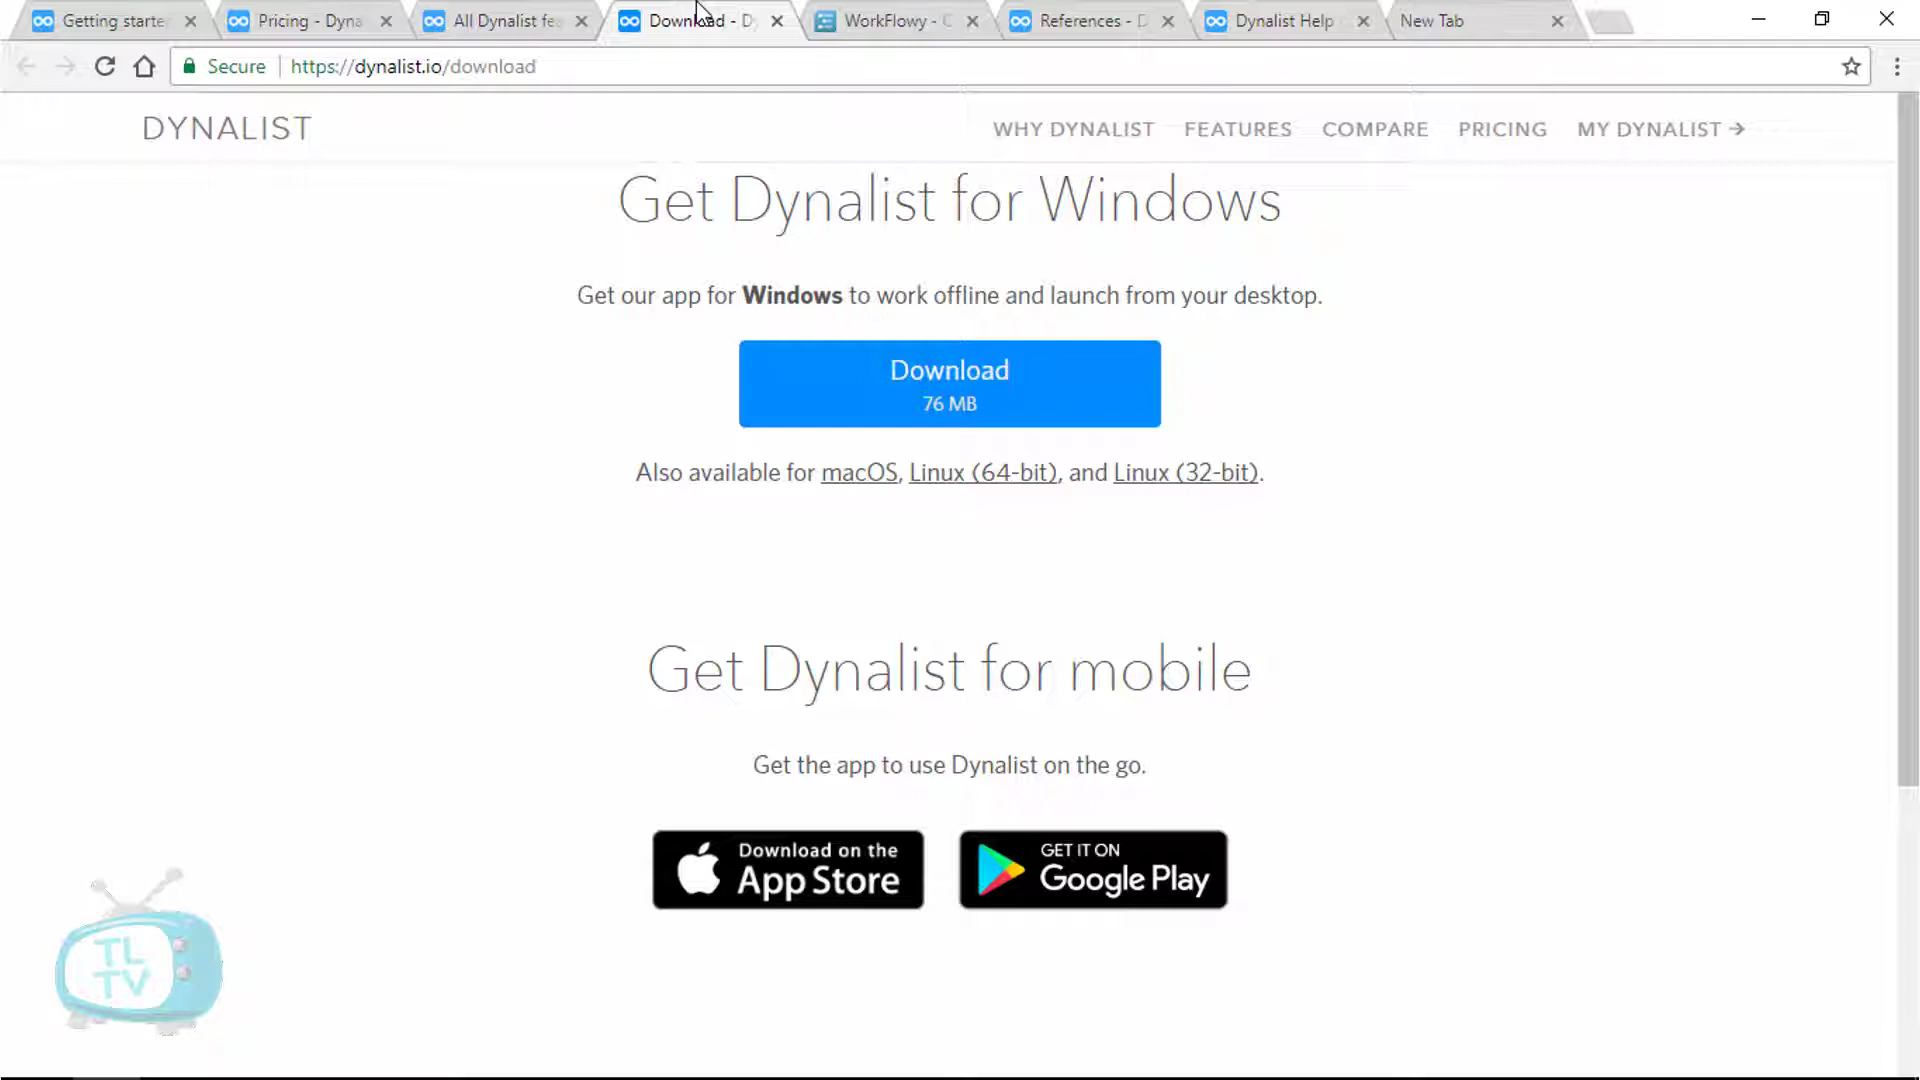 Getting starte
Pricing - Dyna
All Dynalist fe
Download - D
WorkFlowy -
References - D
Dynalist Help
New Tab
Secure
https://dynalist.io/download
DYNALIST
WHY DYNALIST
FEATURES
COMPARE
PRICING
MY DYNALIST →
Get Dynalist for Windows
Get our app for Windows to work offline and launch from your desktop.
Download
76 MB
Also available for macOS, Linux (64-bit), and Linux (32-bit).
Get Dynalist for mobile
Get the app to use Dynalist on the go.
Download on the
App Store
GET IT ON
Google Play
TL
TV